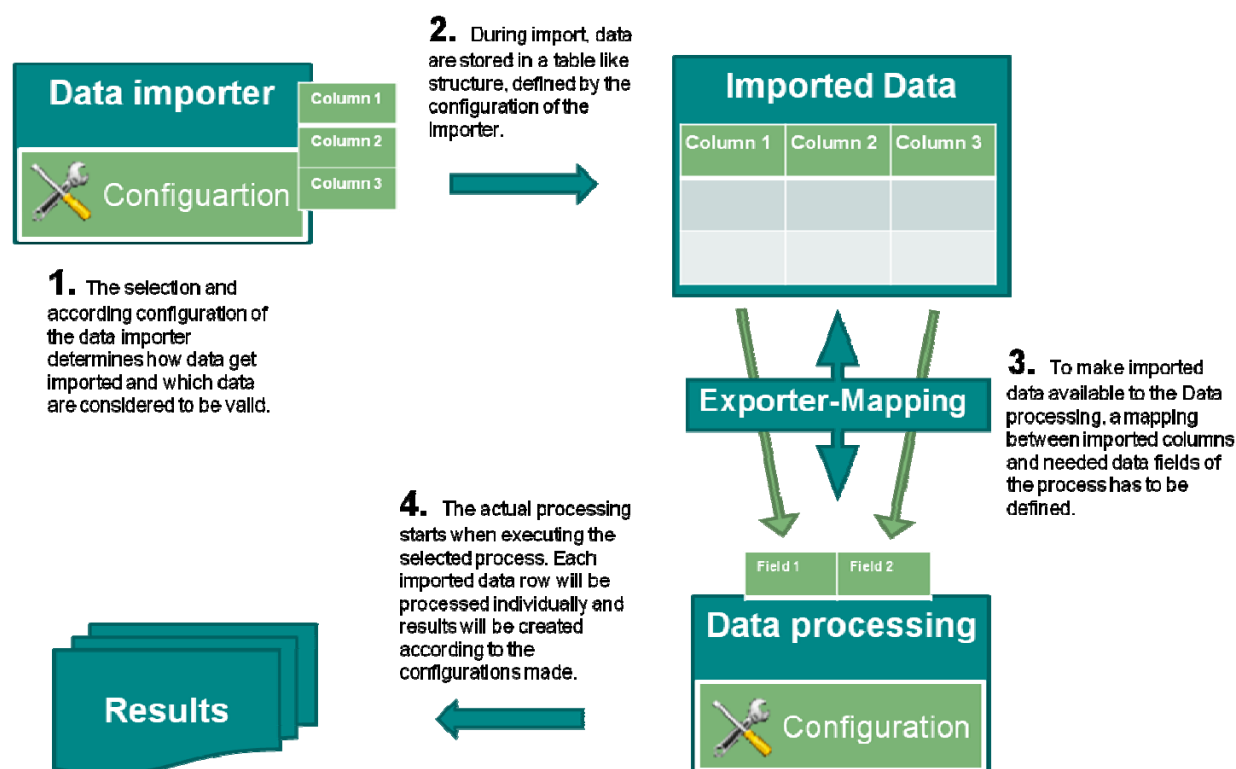 Data importer
Column 1
Column 2
Column 3
Configuartion
1. The selection and
according configuration of
the data importer
determines how data get
imported and which data
are considered to be valid.
2. During import, data
are stored in a table like
structure, defined by the
configuration of the
Importer.
Imported Data
Column 1 Column 2 Column 3
Exporter-Mapping
3. To make imported
data available to the Data
processing, a mapping
between imported columns
and needed data fields of
the process has to be
defined.
Field 1 Field 2
Data processing
Configuration
4. The actual processing
starts when executing the
selected process. Each
imported data row will be
processed individually and
results will be created
according to the
configurations made.
Results